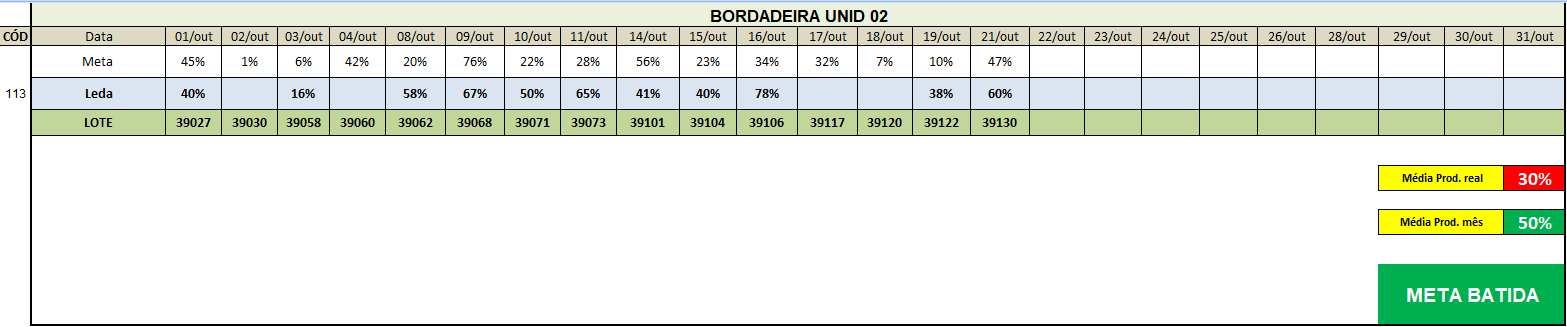 BORDADEIRA UNID 02
CÓD Data 01/out 02/out 03/out 04/out 08/out 09/out 10/out 11/out 14/out 15/out 16/out 17/out 18/out 19/out 21/out 22/out 23/out 24/out 25/out 26/out 28/out 29/out 30/out 31/out
Meta 45% 1% 6% 42% 20% 76% 22% 28% 56% 23% 34% 32% 7% 10% 47%
113 Leda 40% 16% 58% 67% 50% 65% 41% 40% 78% 38% 60%
LOTE 39027 39030 39058 39060 39062 39068 39071 39073 39101 39104 39106 39117 39120 39122 39130
Média Prod. real 30%
Média Prod. mês 50%
META BATIDA